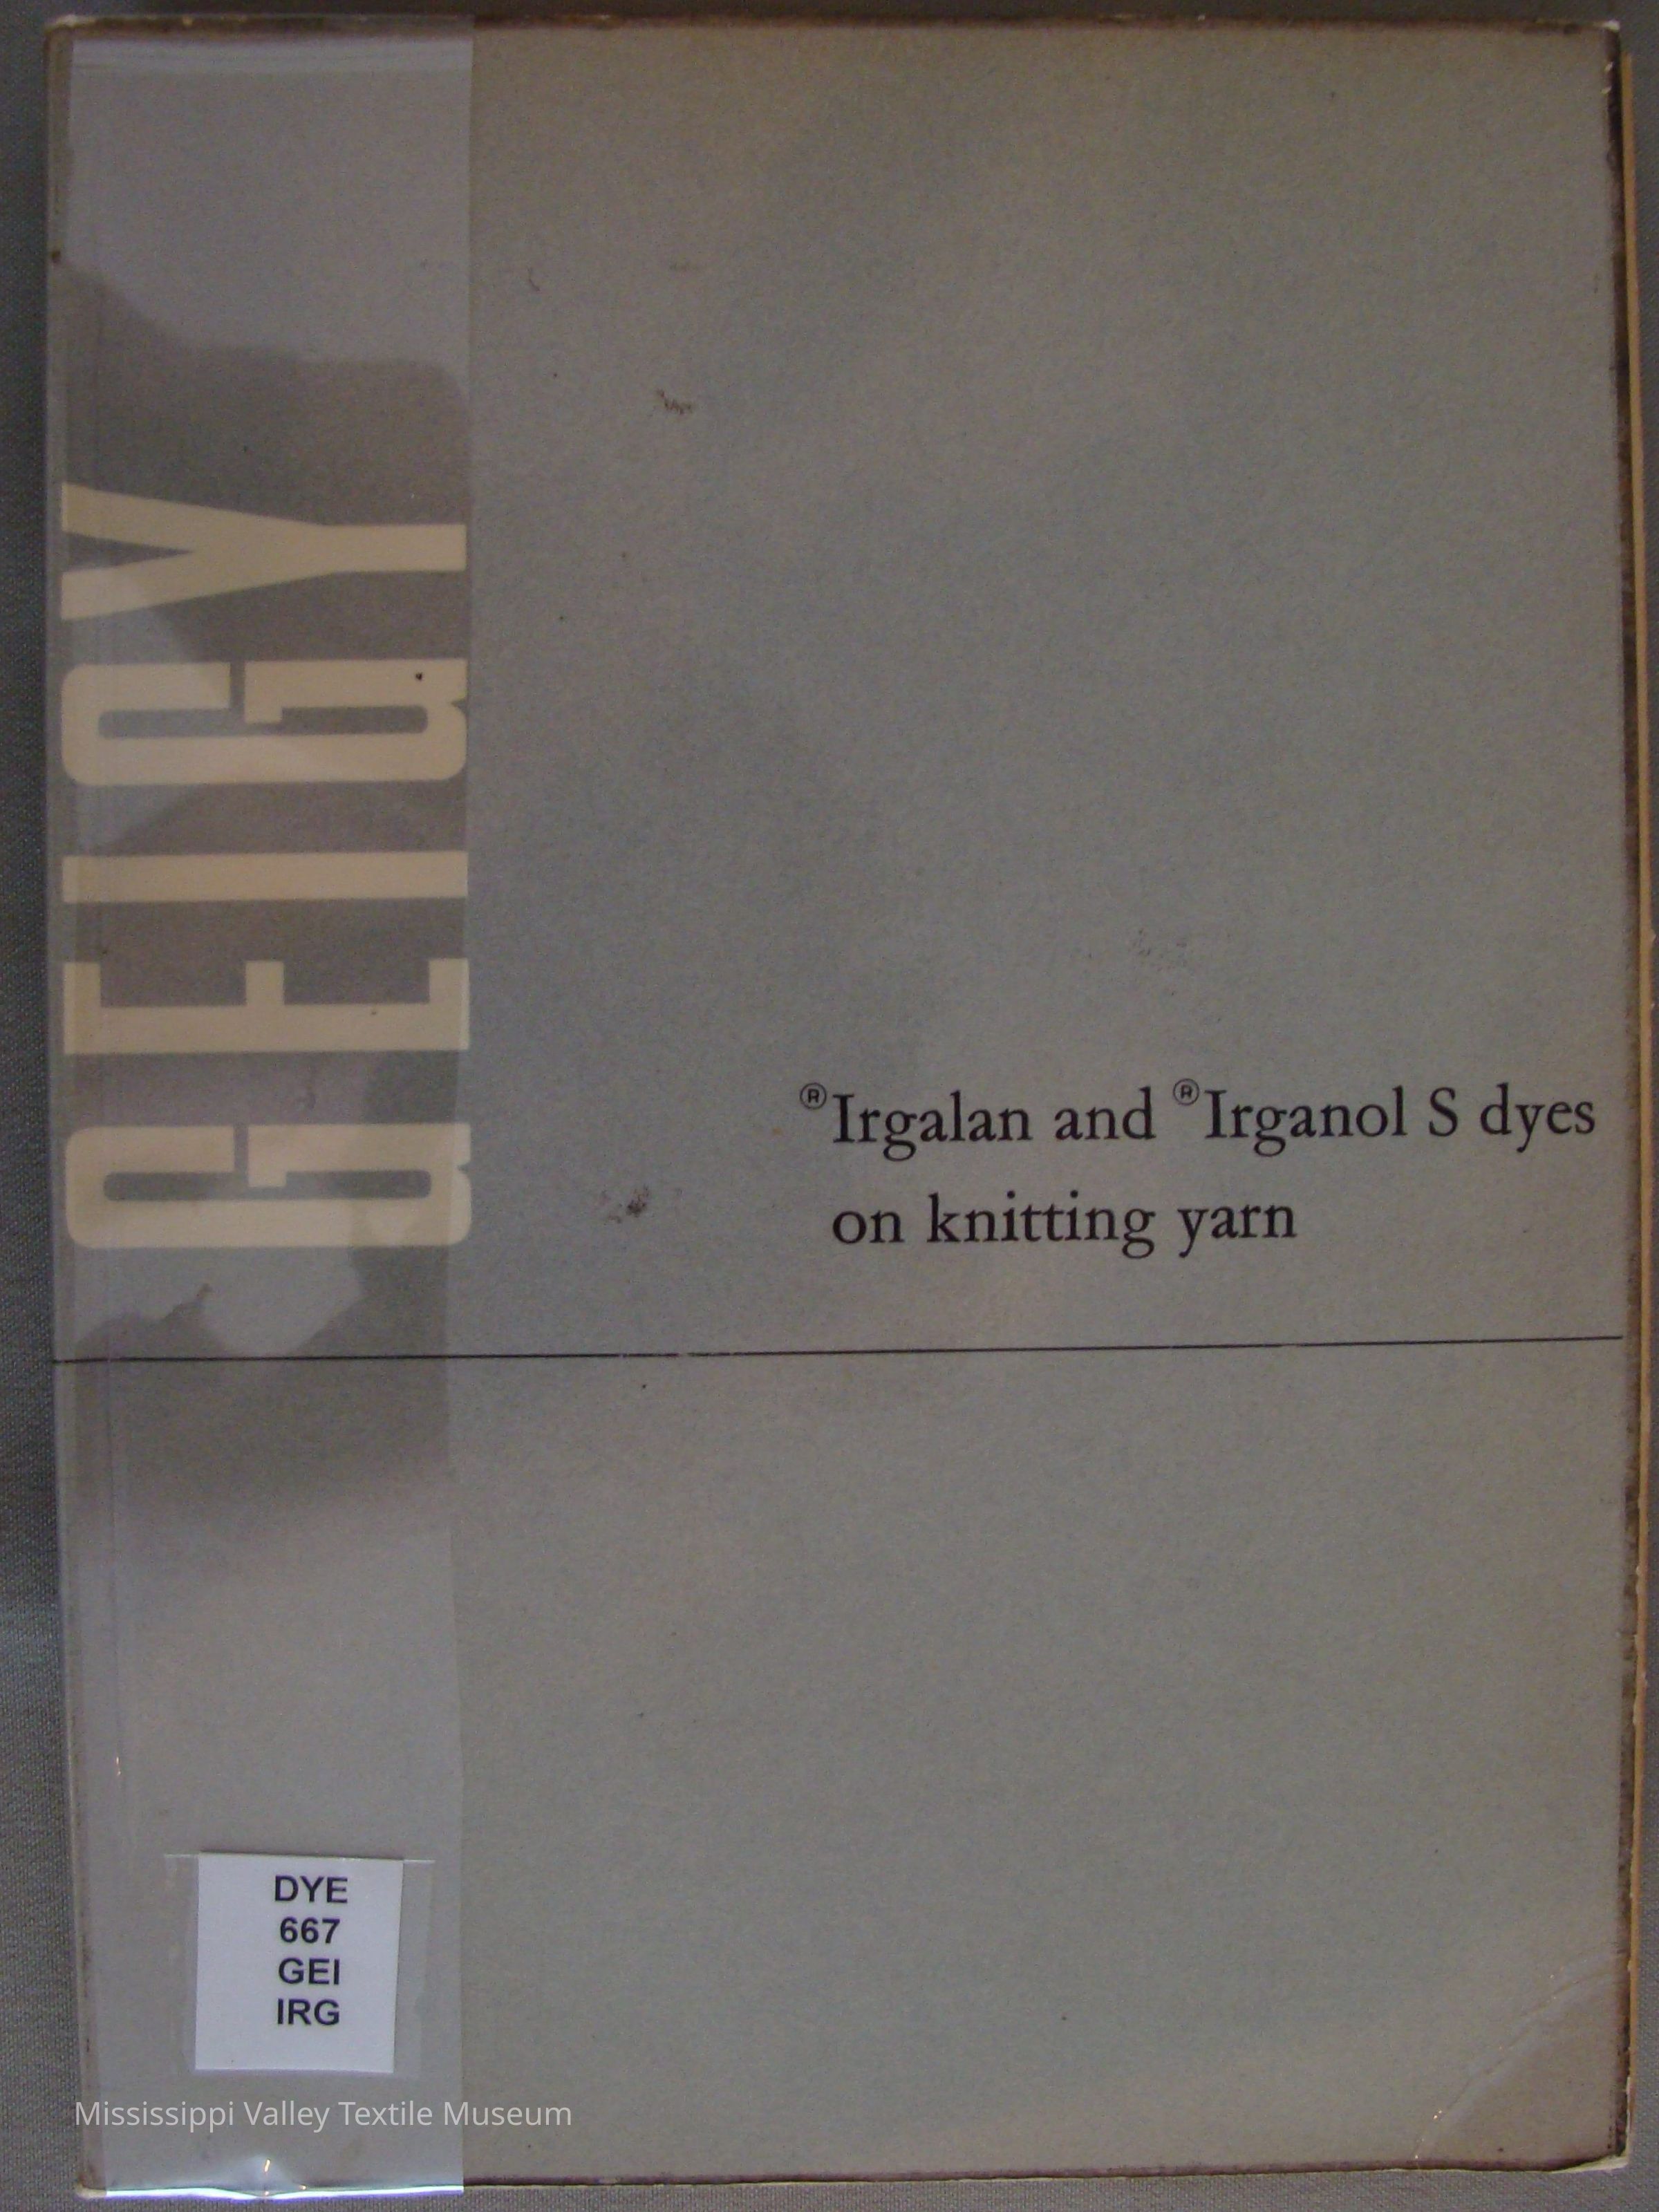 GEIGY
®Irgalan and ®Irganol S dyes
on knitting yarn
DYE
667
GEI
IRG
Mississippi Valley Textile Museum